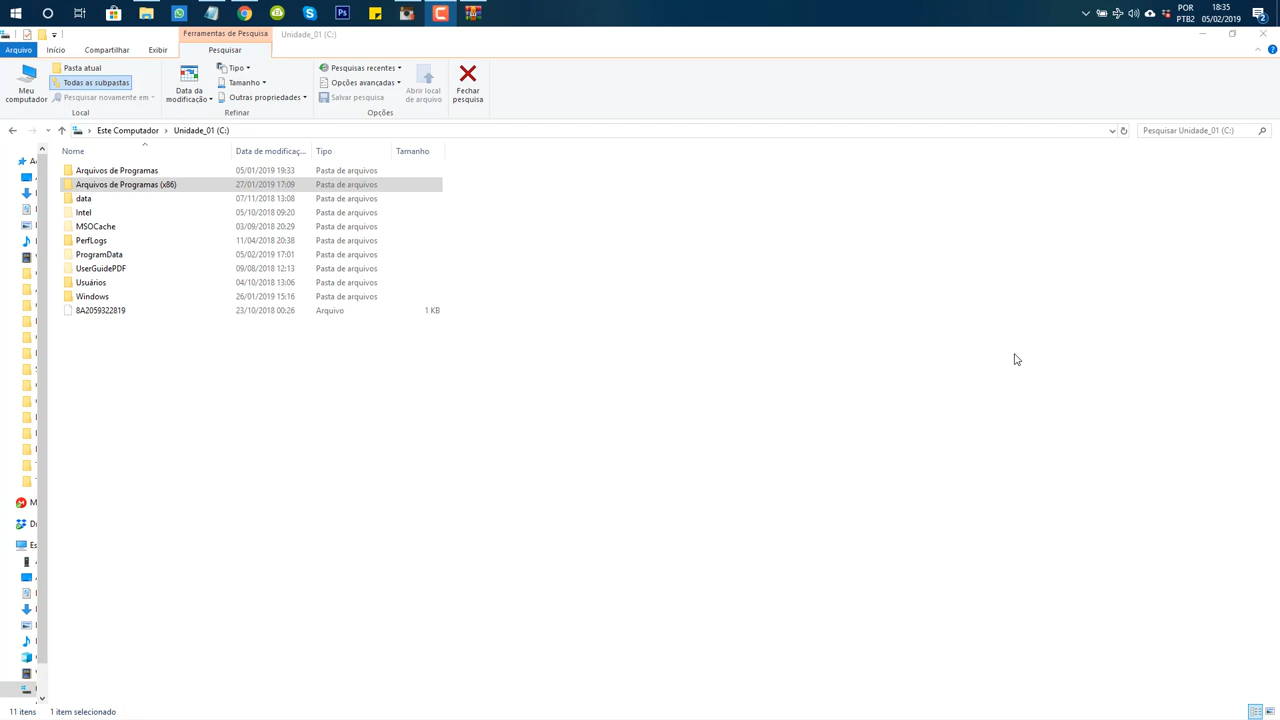 POR 18:35
PTB2 05/02/2019
2
Ferramentas de Pesquisa Unidade_01 (C:)
Arquivo Início Compartilhar Exibir Pesquisar
Meu computador
Pasta atual
Todas as subpastas
Pesquisar novamente em
Local
Data da modificação
Tipo
Tamanho
Outras propriedades
Refinar
Pesquisas recentes
Opções avançadas
Salvar pesquisa
Abrir local de arquivo
Opções
Fechar pesquisa
Este Computador Unidade_01 (C:) Pesquisar Unidade_01 (C:)
Nome Data de modificaç... Tipo Tamanho
Arquivos de Programas 05/01/2019 19:33 Pasta de arquivos
Arquivos de Programas (x86) 27/01/2019 17:09 Pasta de arquivos
data 07/11/2018 13:08 Pasta de arquivos
Intel 05/10/2018 09:20 Pasta de arquivos
MSOCache 03/09/2018 20:29 Pasta de arquivos
PerfLogs 11/04/2018 20:38 Pasta de arquivos
ProgramData 05/02/2019 17:01 Pasta de arquivos
UserGuidePDF 09/08/2018 12:13 Pasta de arquivos
Usuários 04/10/2018 13:06 Pasta de arquivos
Windows 26/01/2019 15:16 Pasta de arquivos
8A2059322819 23/10/2018 00:26 Arquivo 1 KB
11 itens 1 item selecionado